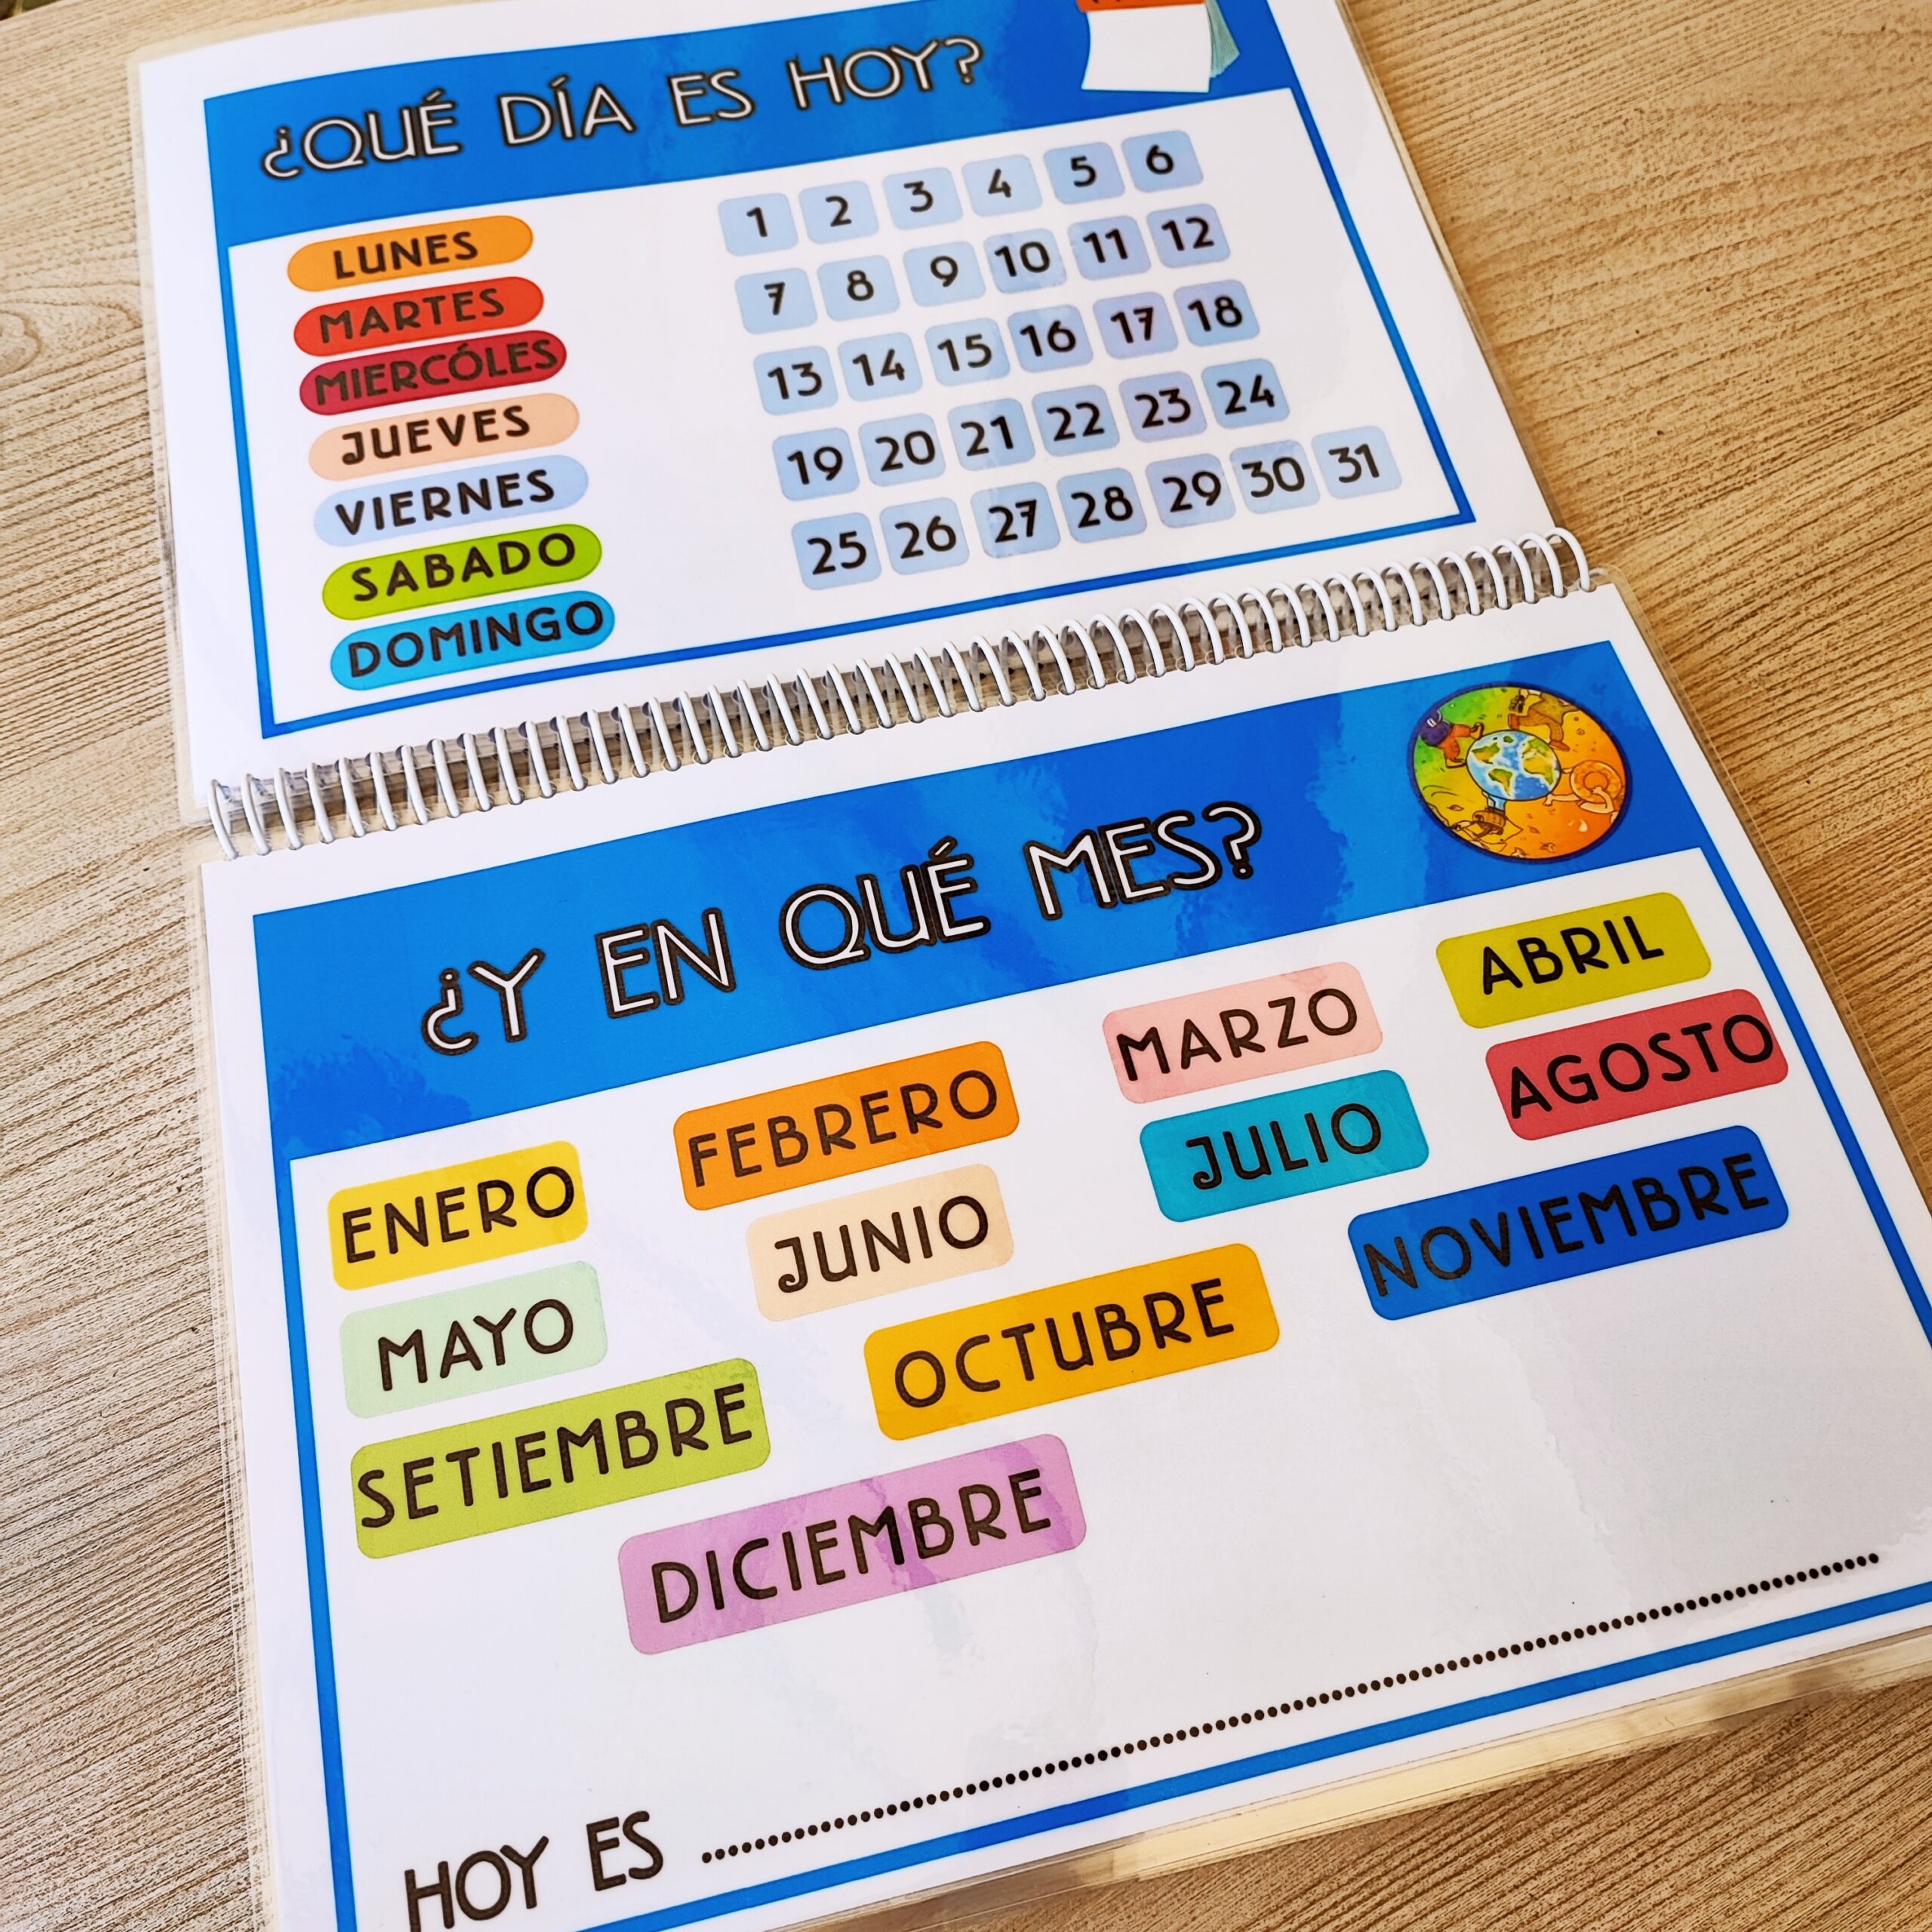 ¿QUÉ DÍA ES HOY?
LUNES
MARTES
MIERCÓLES
JUEVES
VIERNES
SABADO
DOMINGO
1 2 3 4 5 6
7 8 9 10 11 12
13 14 15 16 17 18
19 20 21 22 23 24
25 26 27 28 29 30 31
¿Y EN QUÉ MES?
ENERO FEBRERO MARZO ABRIL
MAYO JUNIO JULIO AGOSTO
SETIEMBRE OCTUBRE NOVIEMBRE
DICIEMBRE
HOY ES ................................